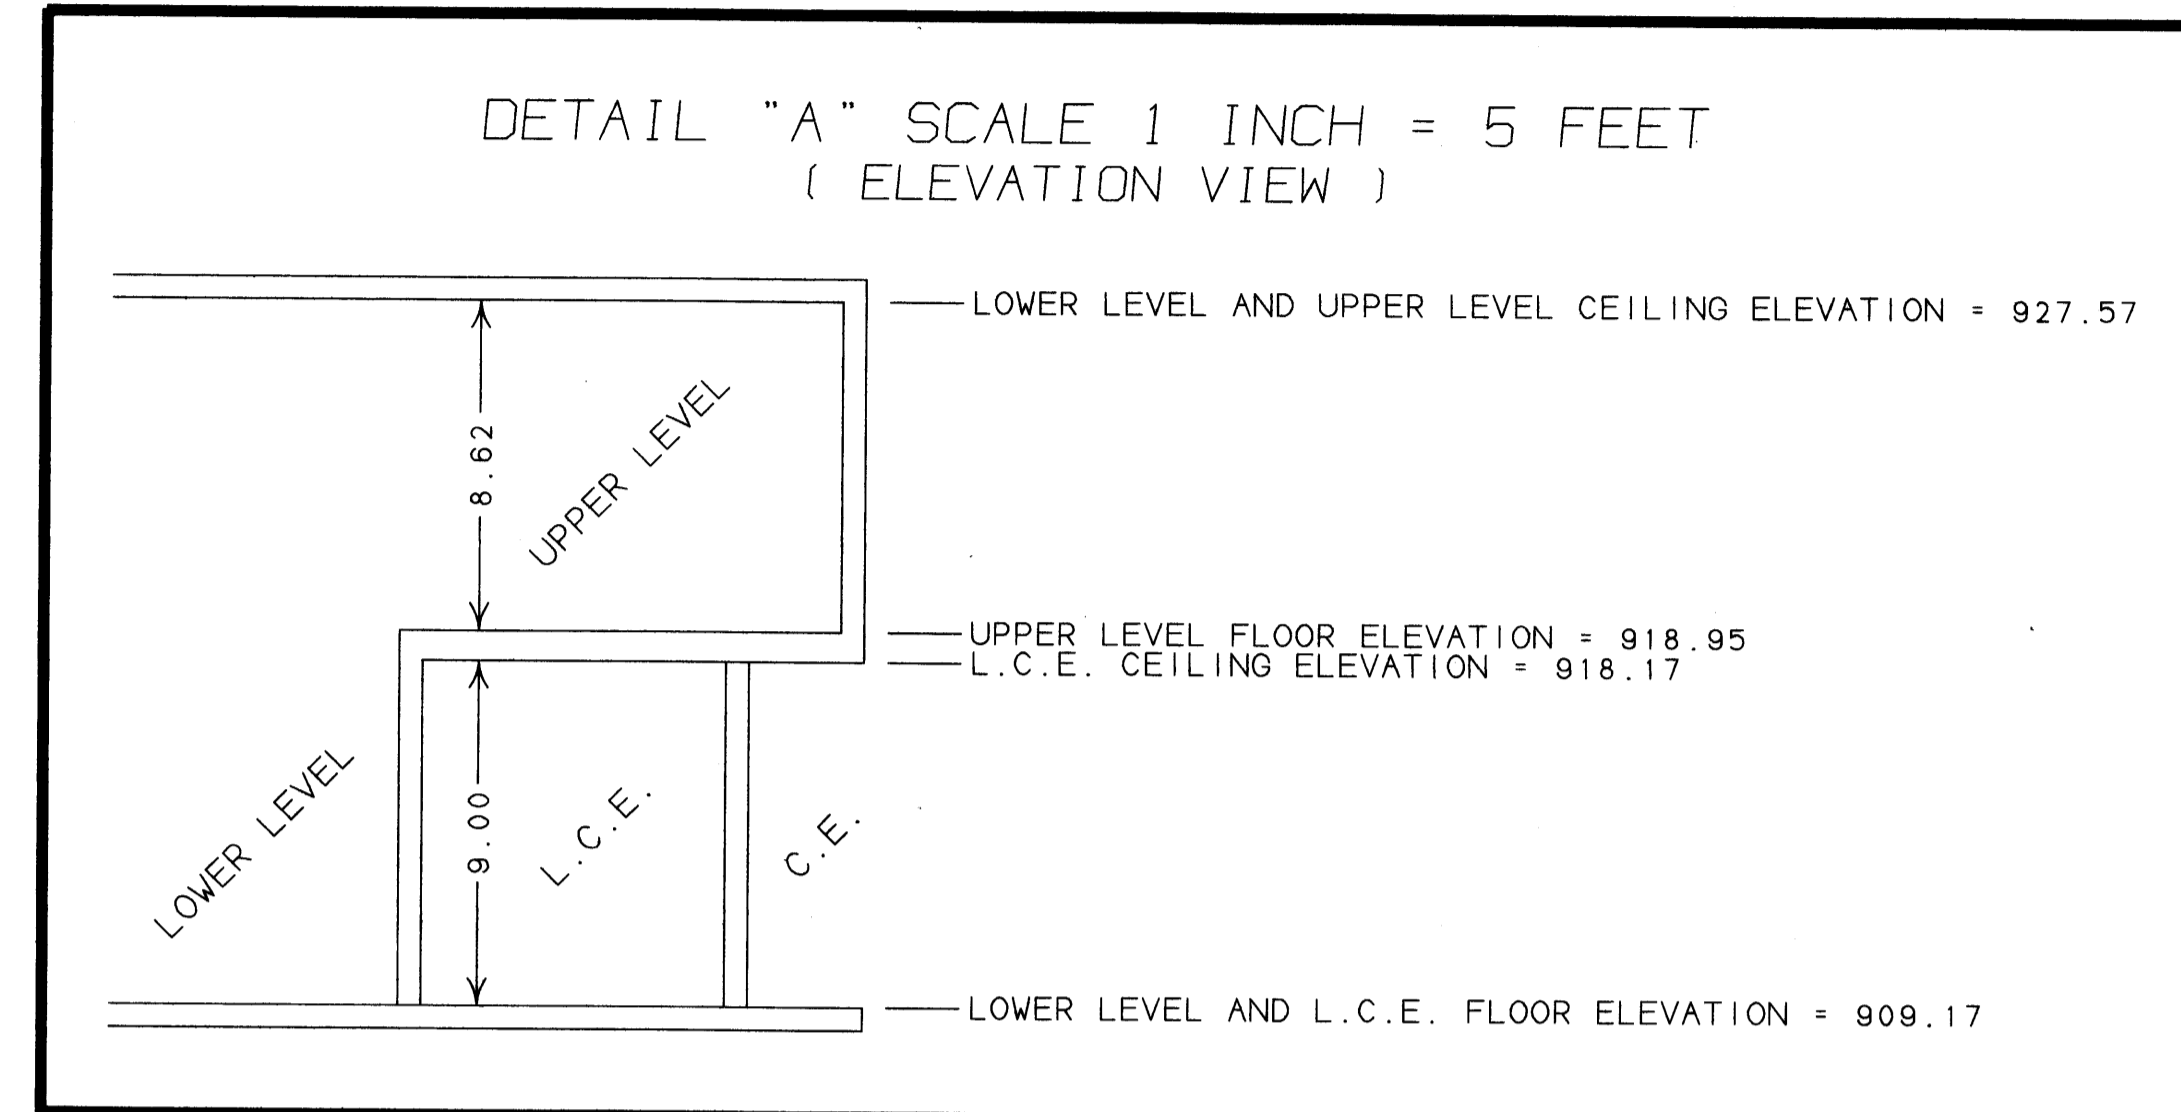 DETAIL "A" SCALE 1 INCH = 5 FEET
( ELEVATION VIEW )
LOWER LEVEL AND UPPER LEVEL CEILING ELEVATION = 927.57
8.62
UPPER LEVEL
UPPER LEVEL FLOOR ELEVATION = 918.95
L.C.E. CEILING ELEVATION = 918.17
LOWER LEVEL
9.00
L.C.E.
C.E.
LOWER LEVEL AND L.C.E. FLOOR ELEVATION = 909.17